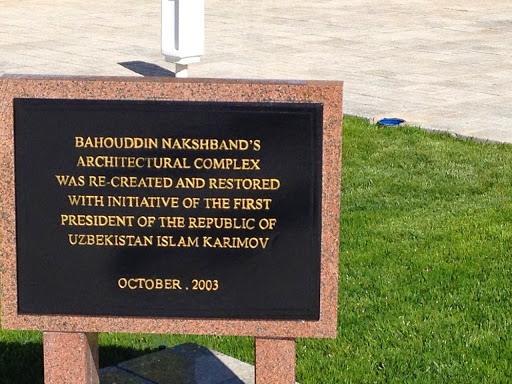 BAHOUDDIN NAKSHBAND'S
ARCHITECTURAL COMPLEX
WAS RE-CREATED AND RESTORED
WITH INITIATIVE OF THE FIRST
PRESIDENT OF THE REPUBLIC OF
UZBEKISTAN ISLAM KARIMOV
OCTOBER . 2003